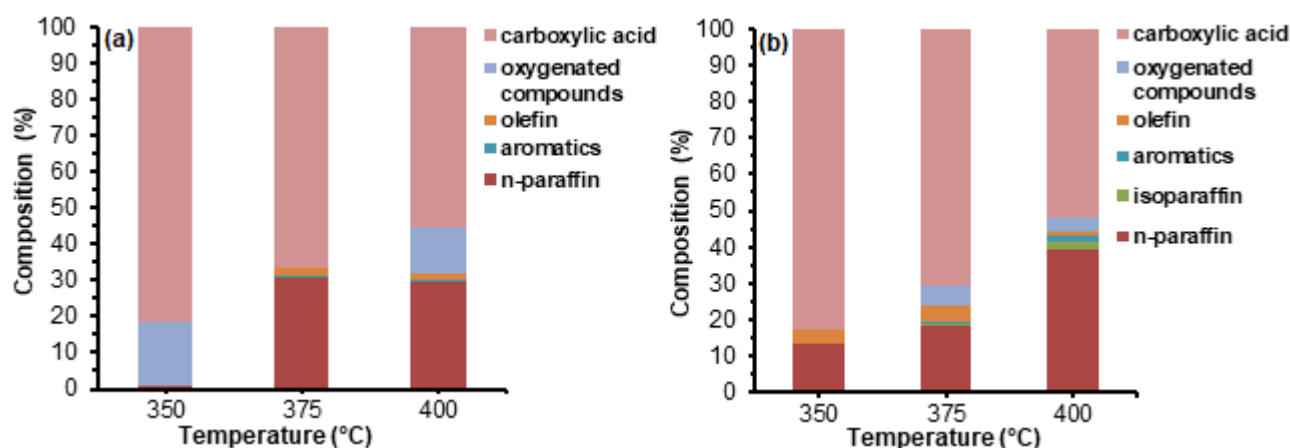 (a)
Composition (%)
100
90
80
70
60
50
40
30
20
10
0
350
375
400
Temperature (°C)
carboxylic acid
oxygenated
compounds
olefin
aromatics
n-paraffin
(b)
Composition (%)
100
90
80
70
60
50
40
30
20
10
0
350
375
400
Temperature (°C)
carboxylic acid
oxygenated
compounds
olefin
aromatics
isoparaffin
n-paraffin